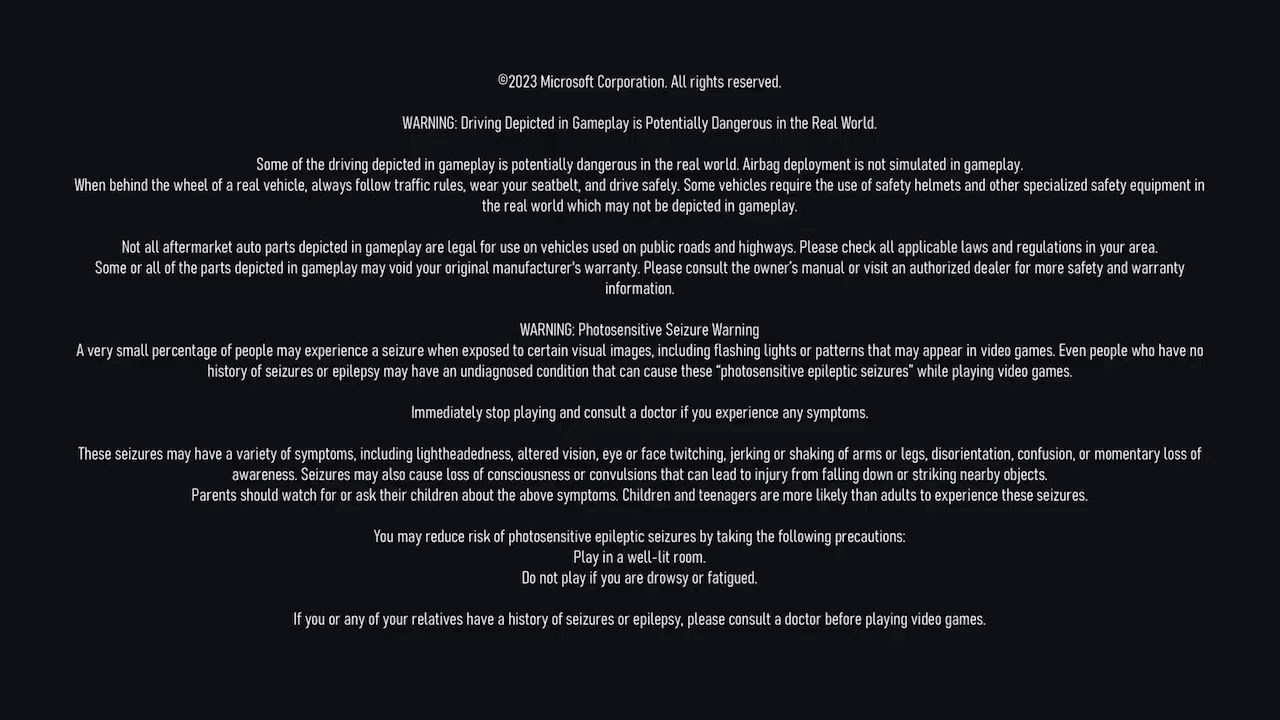 ©2023 Microsoft Corporation. All rights reserved.
WARNING: Driving Depicted in Gameplay is Potentially Dangerous in the Real World.
Some of the driving depicted in gameplay is potentially dangerous in the real world. Airbag deployment is not simulated in gameplay.
When behind the wheel of a real vehicle, always follow traffic rules, wear your seatbelt, and drive safely. Some vehicles require the use of safety helmets and other specialized safety equipment in
the real world which may not be depicted in gameplay.
Not all aftermarket auto parts depicted in gameplay are legal for use on vehicles used on public roads and highways. Please check all applicable laws and regulations in your area.
Some or all of the parts depicted in gameplay may void your original manufacturer's warranty. Please consult the owner’s manual or visit an authorized dealer for more safety and warranty
information.
WARNING: Photosensitive Seizure Warning
A very small percentage of people may experience a seizure when exposed to certain visual images, including flashing lights or patterns that may appear in video games. Even people who have no
history of seizures or epilepsy may have an undiagnosed condition that can cause these “photosensitive epileptic seizures” while playing video games.
Immediately stop playing and consult a doctor if you experience any symptoms.
These seizures may have a variety of symptoms, including lightheadedness, altered vision, eye or face twitching, jerking or shaking of arms or legs, disorientation, confusion, or momentary loss of
awareness. Seizures may also cause loss of consciousness or convulsions that can lead to injury from falling down or striking nearby objects.
Parents should watch for or ask their children about the above symptoms. Children and teenagers are more likely than adults to experience these seizures.
You may reduce risk of photosensitive epileptic seizures by taking the following precautions:
Play in a well-lit room.
Do not play if you are drowsy or fatigued.
If you or any of your relatives have a history of seizures or epilepsy, please consult a doctor before playing video games.